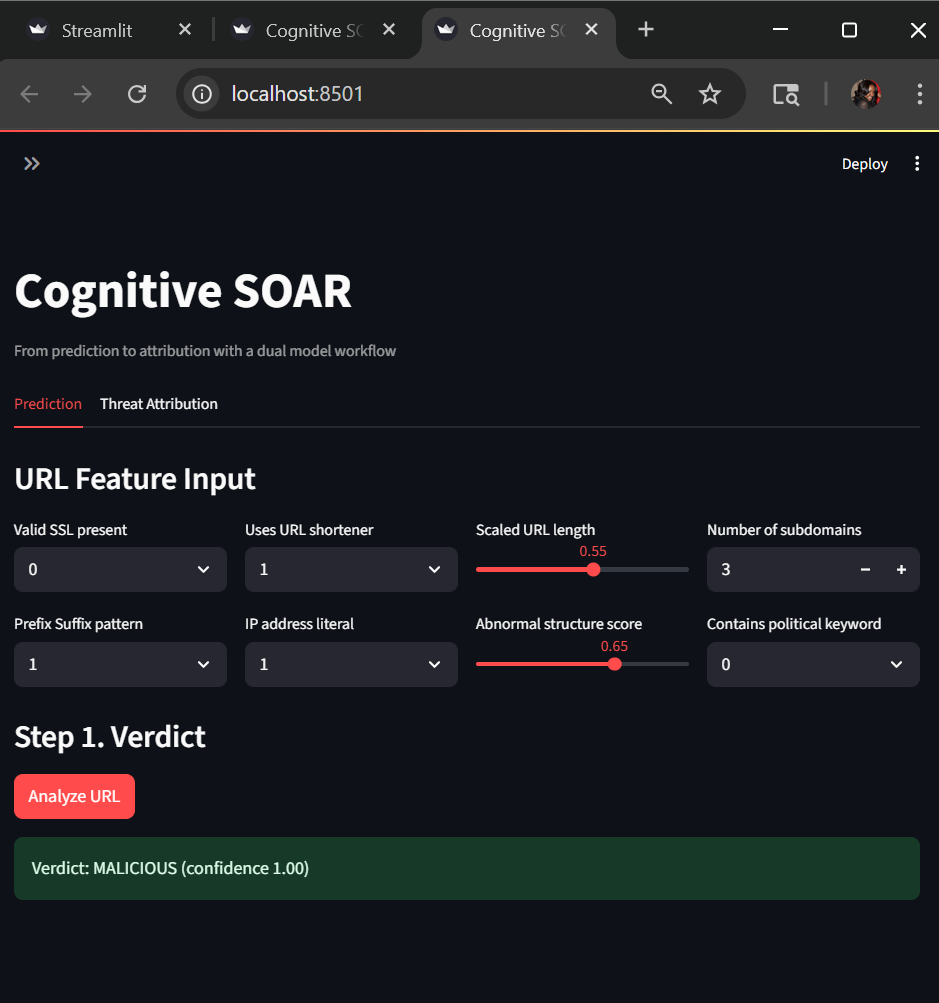 Streamlit Cognitive SO Cognitive SO
localhost:8501
Deploy
Cognitive SOAR
From prediction to attribution with a dual model workflow
Prediction Threat Attribution
URL Feature Input
Valid SSL present Uses URL shortener Scaled URL length Number of subdomains
0 1 0.55 3
Prefix Suffix pattern IP address literal Abnormal structure score Contains political keyword
1 1 0.65 0
Step 1. Verdict
Analyze URL
Verdict: MALICIOUS (confidence 1.00)